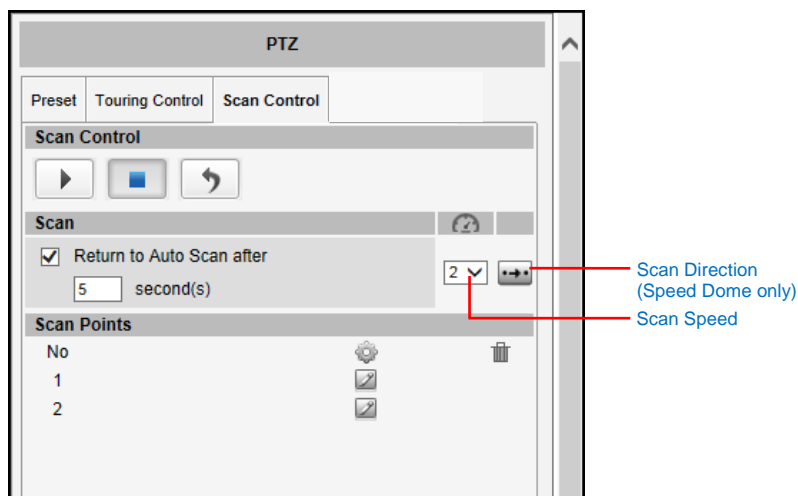 PTZ
Preset Touring Control Scan Control
Scan Control
Scan
Return to Auto Scan after
5 second(s)
2
Scan Direction
(Speed Dome only)
Scan Speed
Scan Points
No
1
2